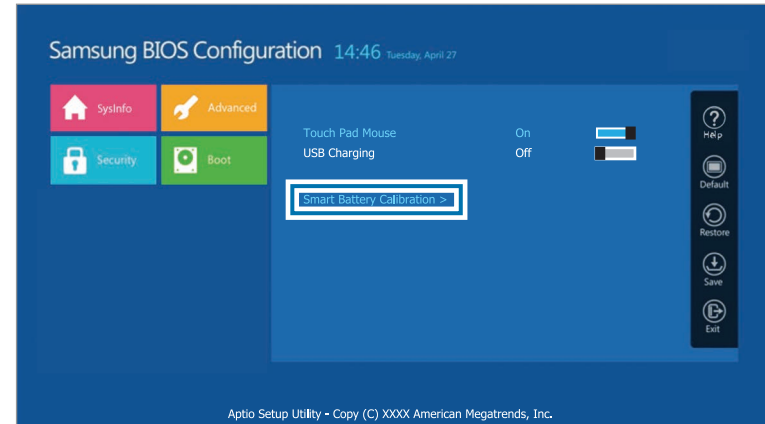 Samsung BIOS Configuration 14:46 Tuesday, April 27
SysInfo
Advanced
Security
Boot
Touch Pad Mouse On
USB Charging Off
Smart Battery Calibration >
Help
Default
Restore
Save
Exit
Aptio Setup Utility - Copy (C) XXXX American Megatrends, Inc.